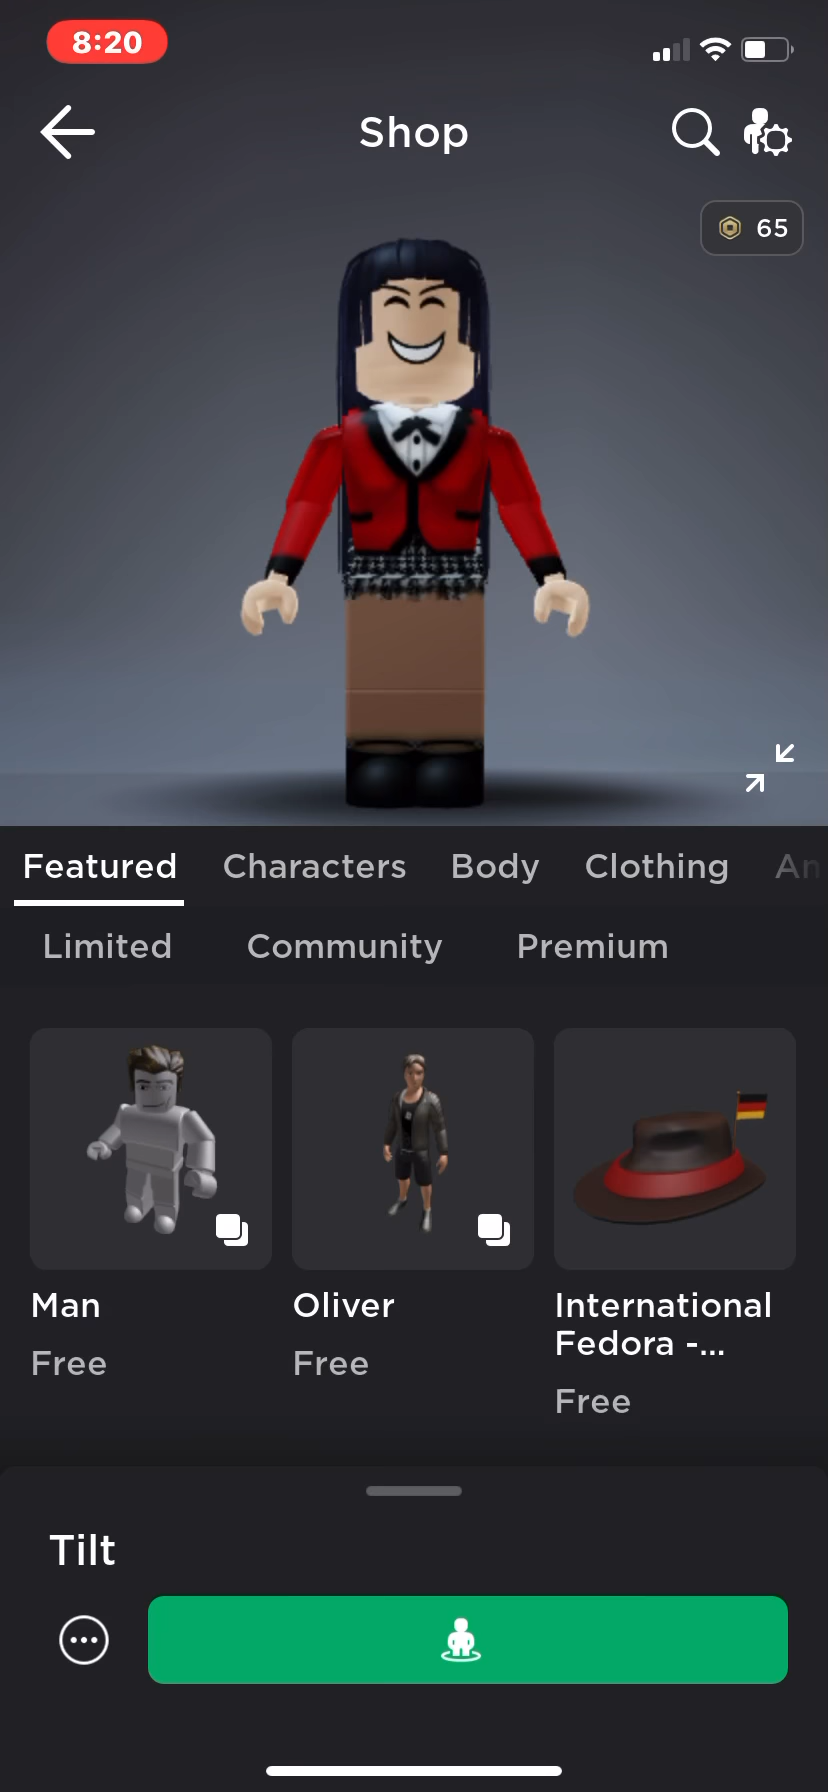 8:20
Shop
65
Featured Characters Body Clothing An
Limited Community Premium
Man Oliver International
Fedora -...
Free Free Free
Tilt